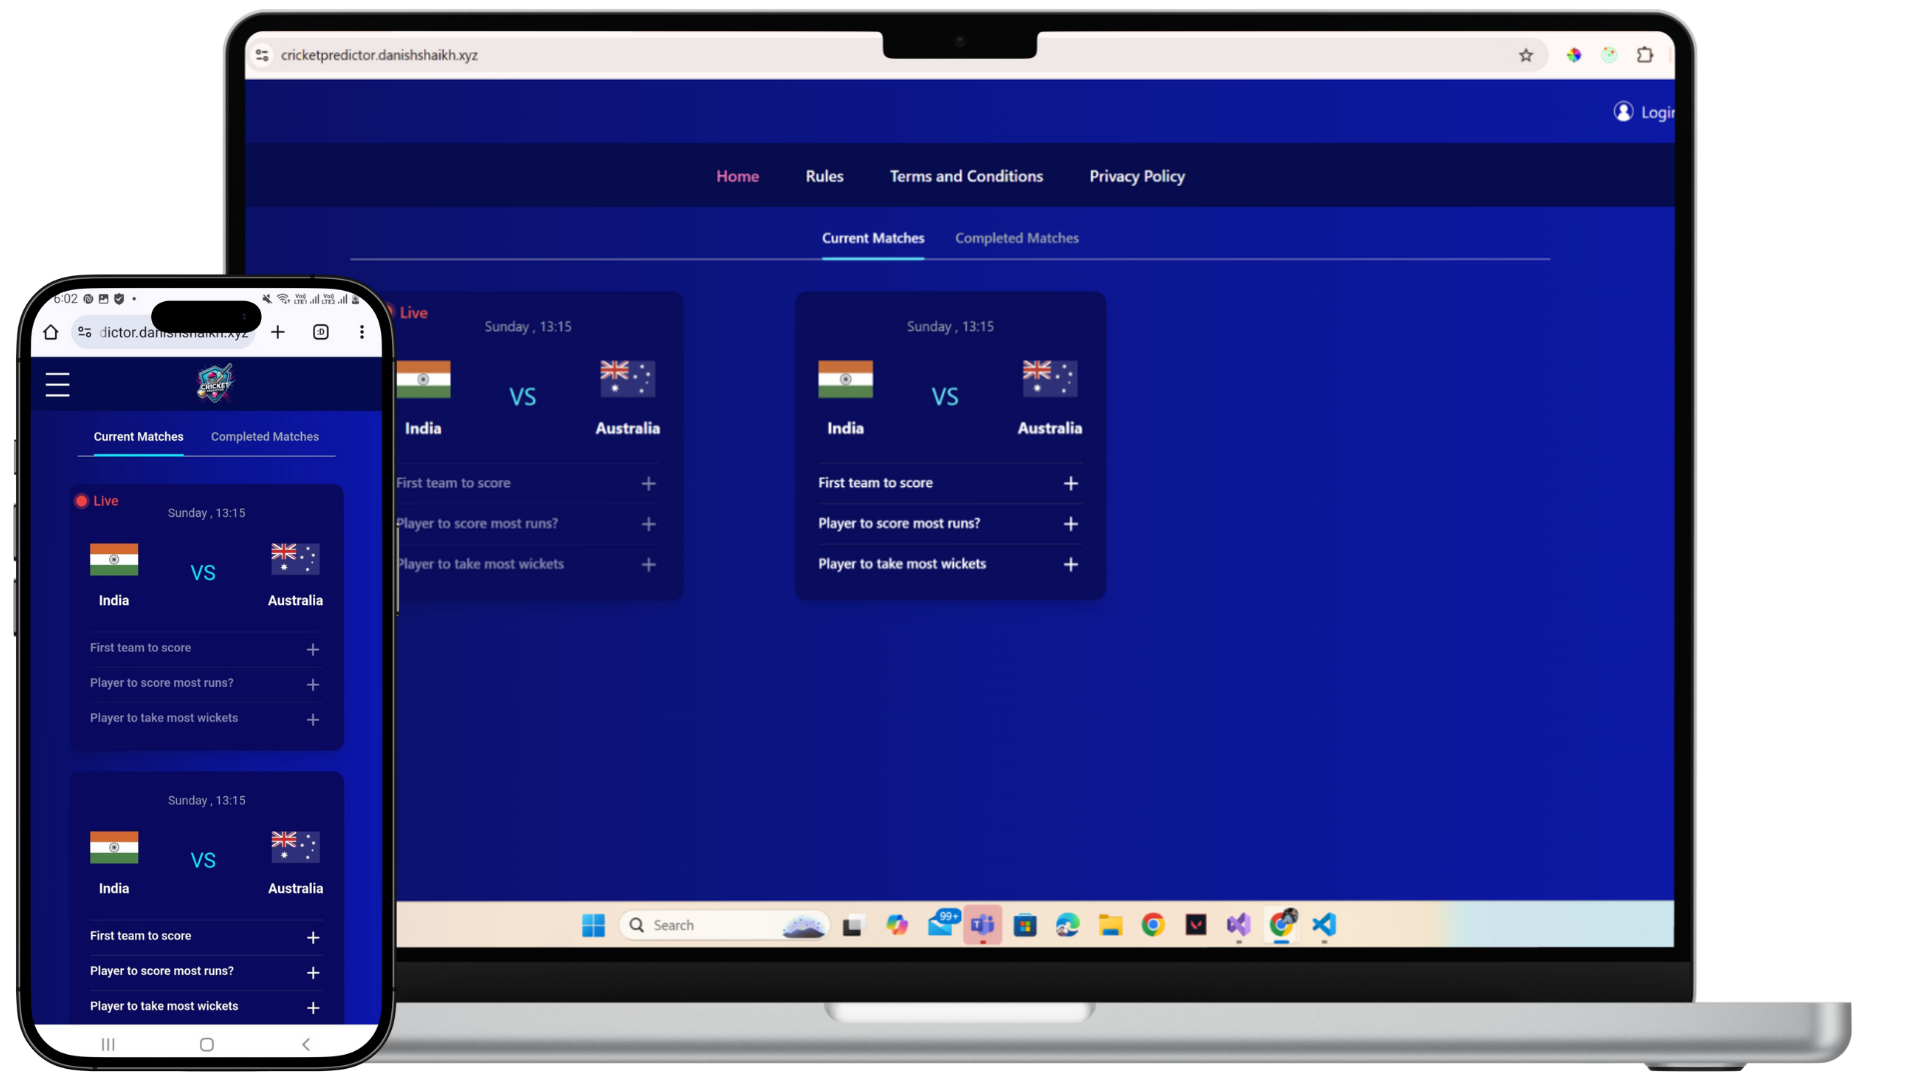 cricketpredictor.danishshaikh.xyz
Login
Home Rules Terms and Conditions Privacy Policy
Current Matches Completed Matches
Live
Sunday , 13:15
VS
India Australia
First team to score
Player to score most runs?
Player to take most wickets
Sunday , 13:15
VS
India Australia
First team to score
Player to score most runs?
Player to take most wickets
Search
99+
6:02
dictor.danishshaikh.xyz
CRICKET
Current Matches Completed Matches
Live
Sunday , 13:15
VS
India Australia
First team to score
Player to score most runs?
Player to take most wickets
Sunday , 13:15
VS
India Australia
First team to score
Player to score most runs?
Player to take most wickets